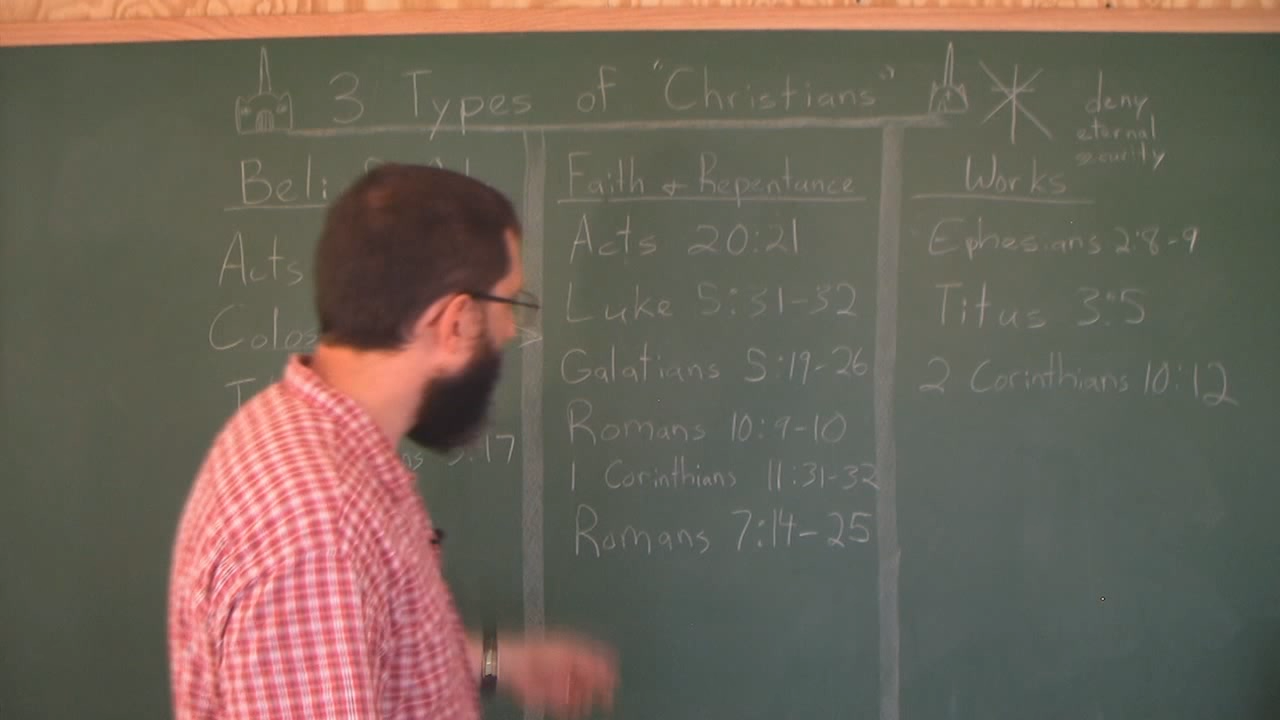 3 Types of "Christians"
deny
eternal
security
Faith & Repentance
Acts 20:21
Luke 5:31-32
Galatians 5:19-26
Romans 10:9-10
1 Corinthians 11:31-32
Romans 7:14-25
Works
Ephesians 2:8-9
Titus 3:5
2 Corinthians 10:12
Acts